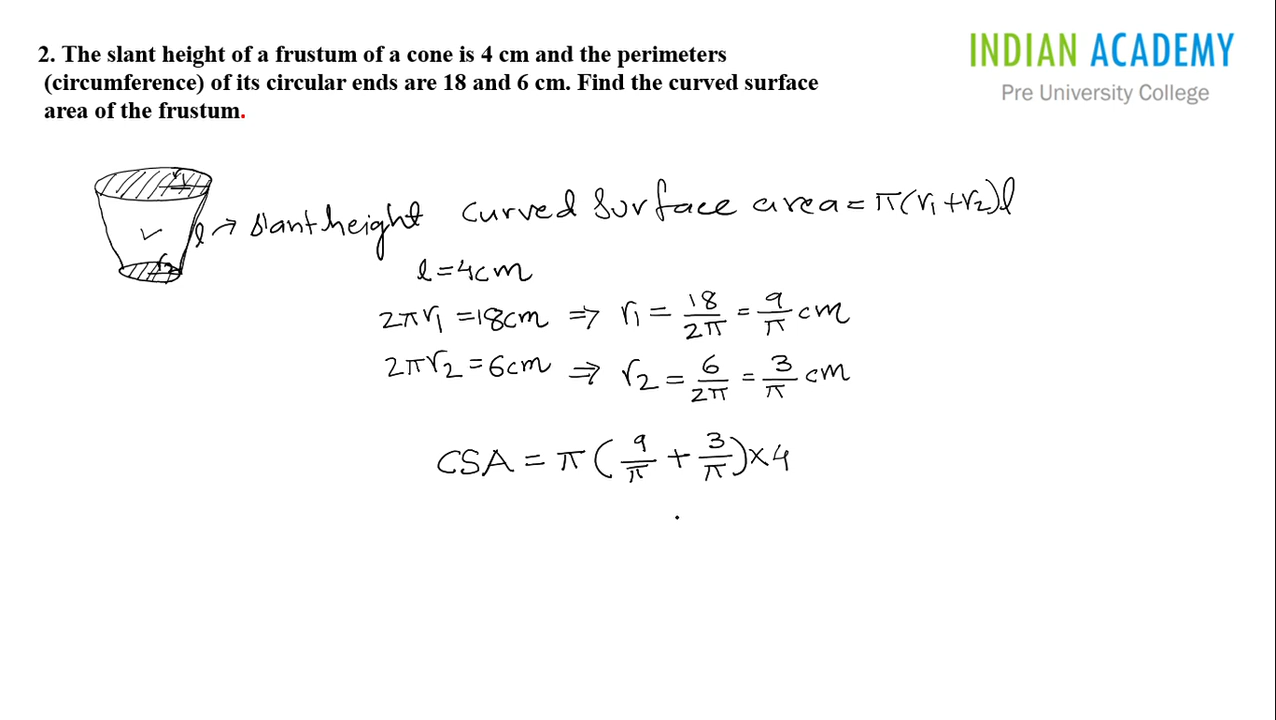 INDIAN ACADEMY
Pre University College
2. The slant height of a frustum of a cone is 4 cm and the perimeters
(circumference) of its circular ends are 18 and 6 cm. Find the curved surface
area of the frustum.
r1
l → slant height curved surface area = π(r1+r2)l
r2
l = 4cm
2πr1 = 18cm ⇒ r1 = 18/2π = 9/π cm
2πr2 = 6cm ⇒ r2 = 6/2π = 3/π cm
CSA = π(9/π + 3/π)×4